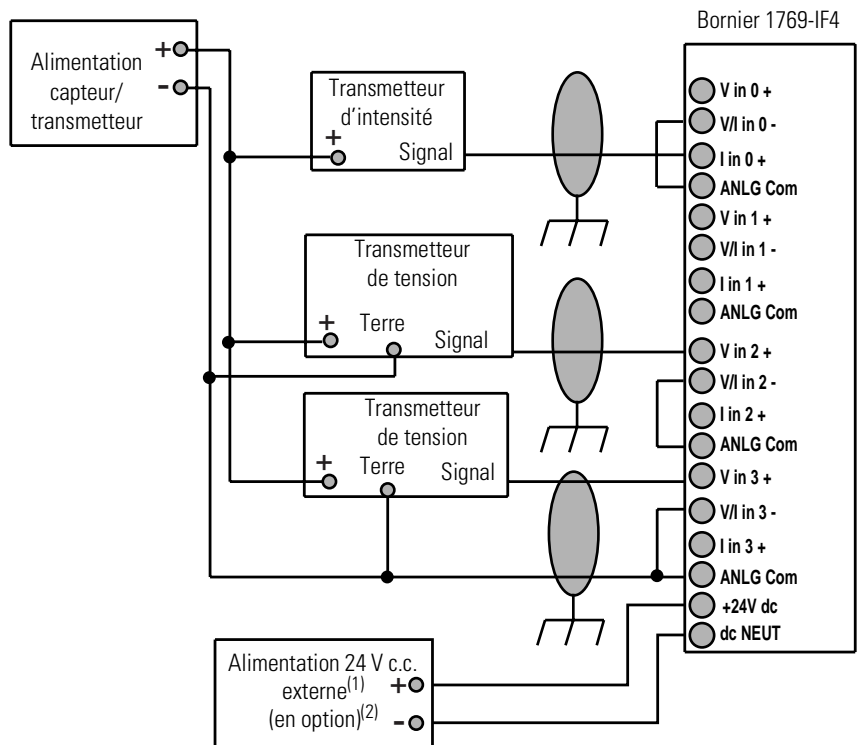 Bornier 1769-IF4
Alimentation
capteur/
transmetteur
+
-
Transmetteur
d'intensité
+
Signal
Transmetteur
de tension
+
Terre
Signal
Transmetteur
de tension
+
Terre
Signal
V in 0 +
V/I in 0 -
I in 0 +
ANLG Com
V in 1 +
V/I in 1 -
I in 1 +
ANLG Com
V in 2 +
V/I in 2 -
I in 2 +
ANLG Com
V in 3 +
V/I in 3 -
I in 3 +
ANLG Com
+24V dc
dc NEUT
Alimentation 24 V c.c.
externe(1)
(en option)(2)
+
-